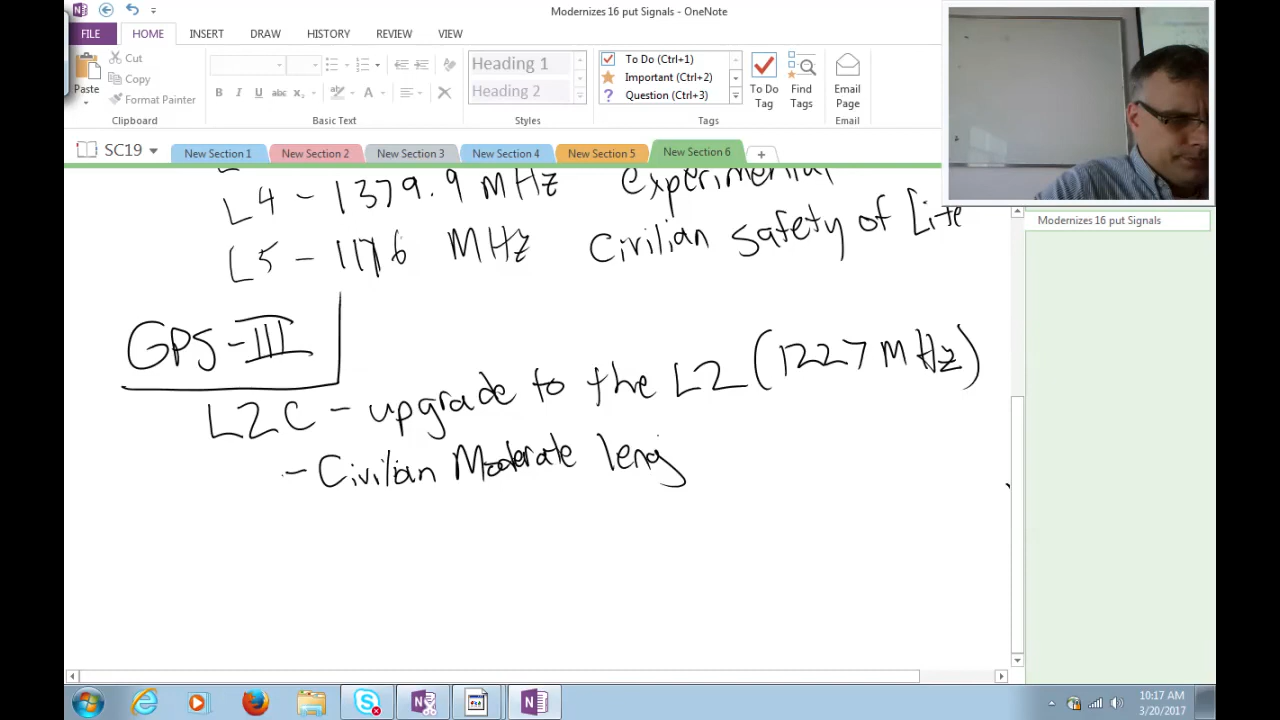 Modernizes 16 put Signals - OneNote
FILE HOME INSERT DRAW HISTORY REVIEW VIEW
Paste
Cut
Copy
Format Painter
Clipboard
B I U abc x₂ A
Basic Text
Heading 1
Heading 2
Styles
To Do (Ctrl+1)
Important (Ctrl+2)
Question (Ctrl+3)
To Do Tag
Find Tags
Tags
Email Page
Email
SC19 New Section 1 New Section 2 New Section 3 New Section 4 New Section 5 New Section 6
Modernizes 16 put Signals
L4 - 1379.9 MHz experimental
L5 - 1176 MHz Civilian safety of Life
GPS-III
L2C - upgrade to the L2 (1227 MHz)
- Civilian Moderate leng
10:17 AM
3/20/2017